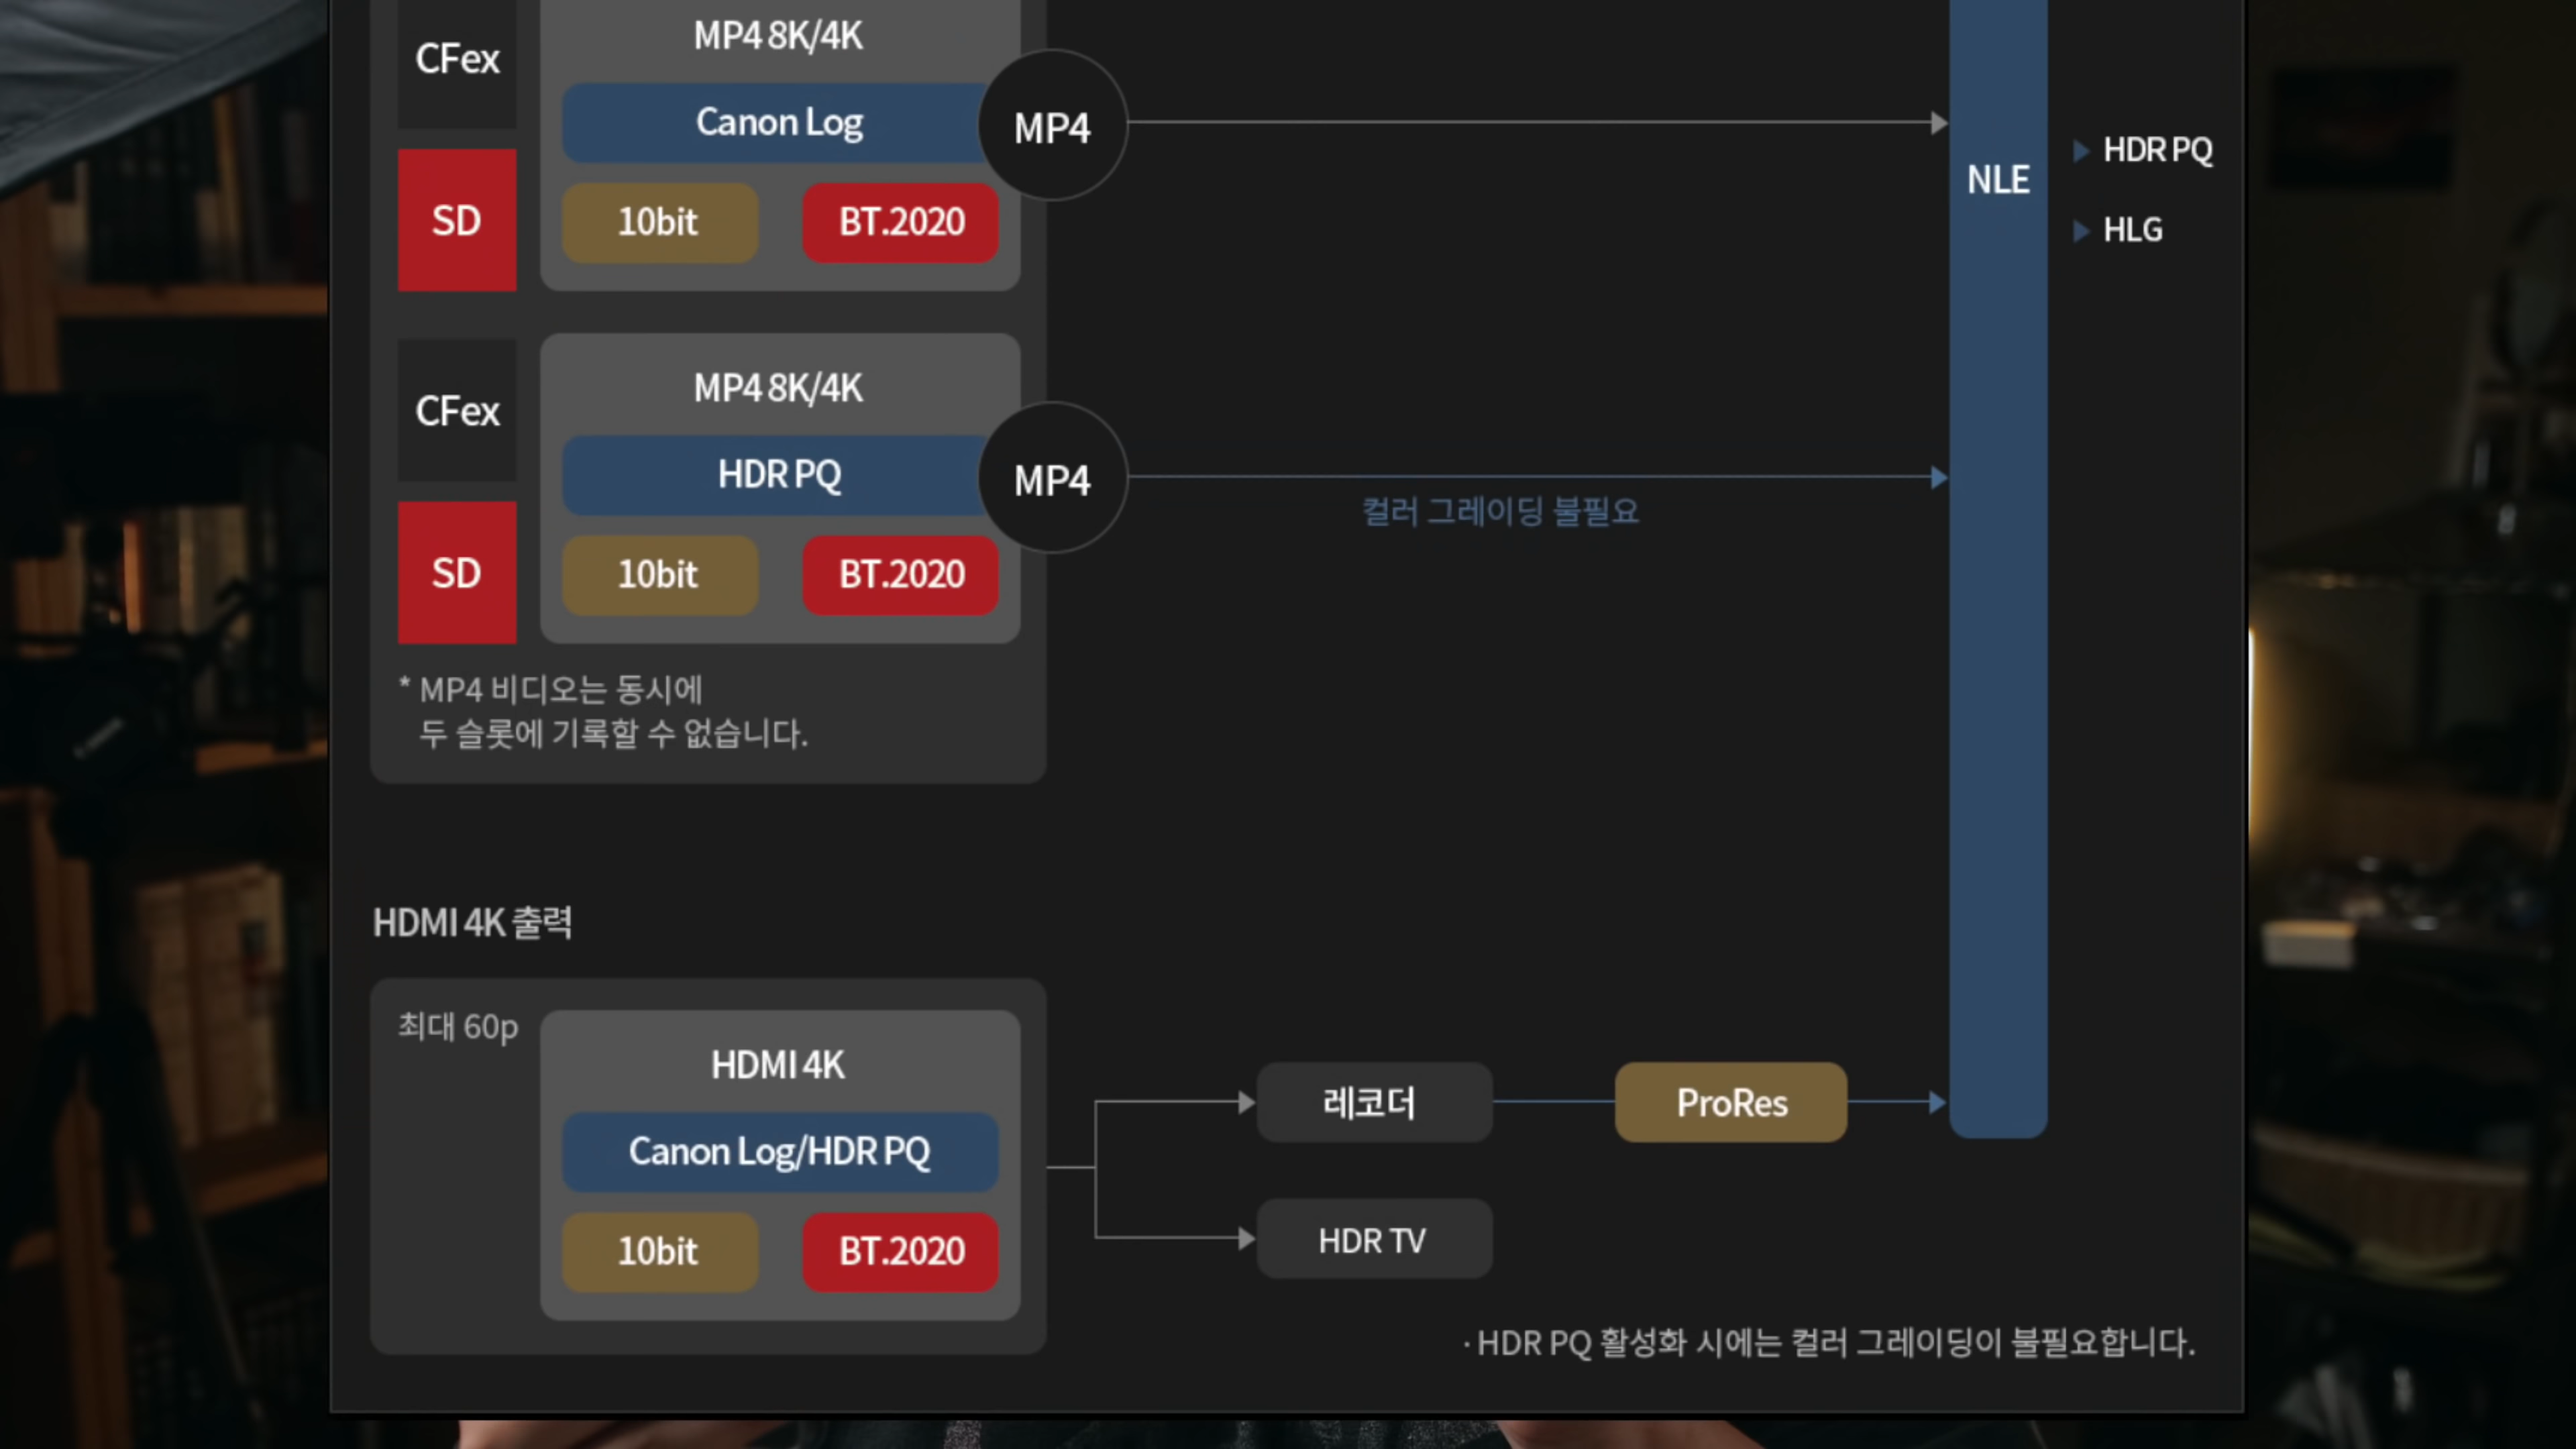 CFex
MP4 8K/4K
Canon Log
MP4
SD
10bit
BT.2020
NLE
HDR PQ
HLG
CFex
MP4 8K/4K
HDR PQ
MP4
컬러 그레이딩 불필요
SD
10bit
BT.2020
* MP4 비디오는 동시에
두 슬롯에 기록할 수 없습니다.
HDMI 4K 출력
최대 60p
HDMI 4K
Canon Log/HDR PQ
10bit
BT.2020
레코더
ProRes
HDR TV
· HDR PQ 활성화 시에는 컬러 그레이딩이 불필요합니다.